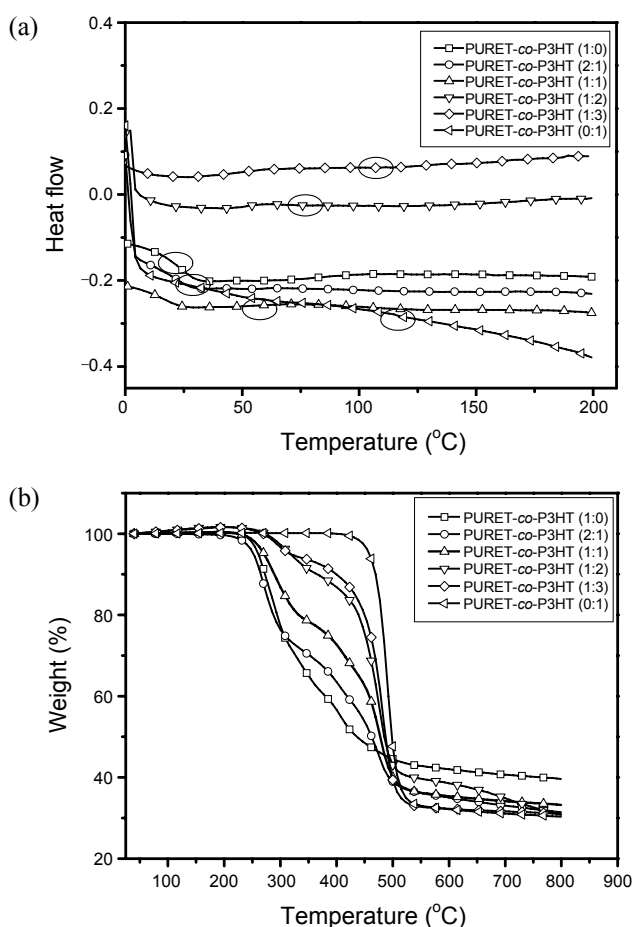 (a)
0.4
0.2
0.0
−0.2
−0.4
Heat flow
PURET-co-P3HT (1:0)
PURET-co-P3HT (2:1)
PURET-co-P3HT (1:1)
PURET-co-P3HT (1:2)
PURET-co-P3HT (1:3)
PURET-co-P3HT (0:1)
0 50 100 150 200
Temperature (°C)
(b)
100
80
60
40
20
Weight (%)
PURET-co-P3HT (1:0)
PURET-co-P3HT (2:1)
PURET-co-P3HT (1:1)
PURET-co-P3HT (1:2)
PURET-co-P3HT (1:3)
PURET-co-P3HT (0:1)
100 200 300 400 500 600 700 800 900
Temperature (°C)